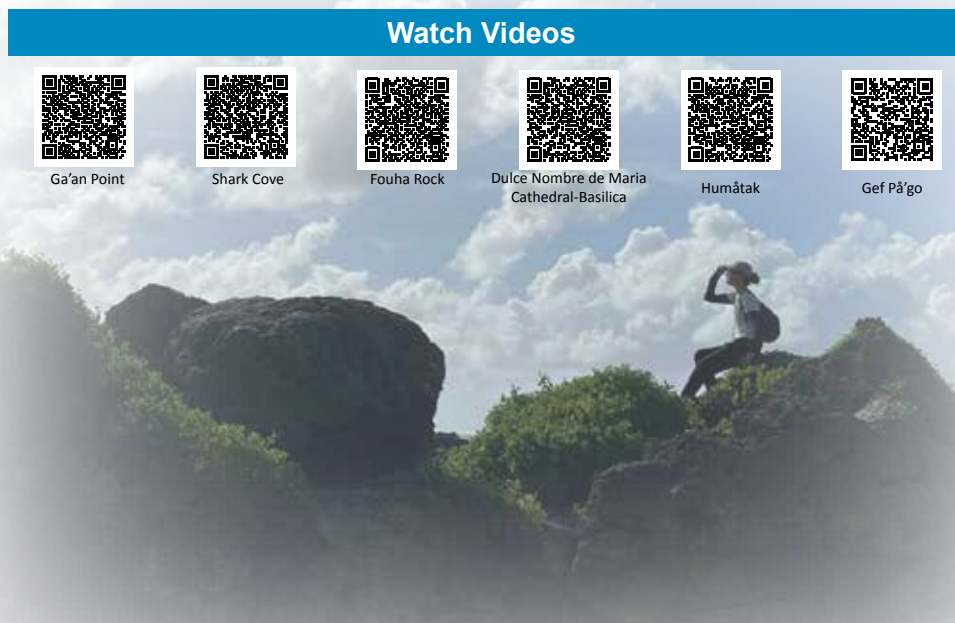 Watch Videos
Ga’an Point
Shark Cove
Fouha Rock
Dulce Nombre de Maria
Cathedral-Basilica
Humåtak
Gef På’go